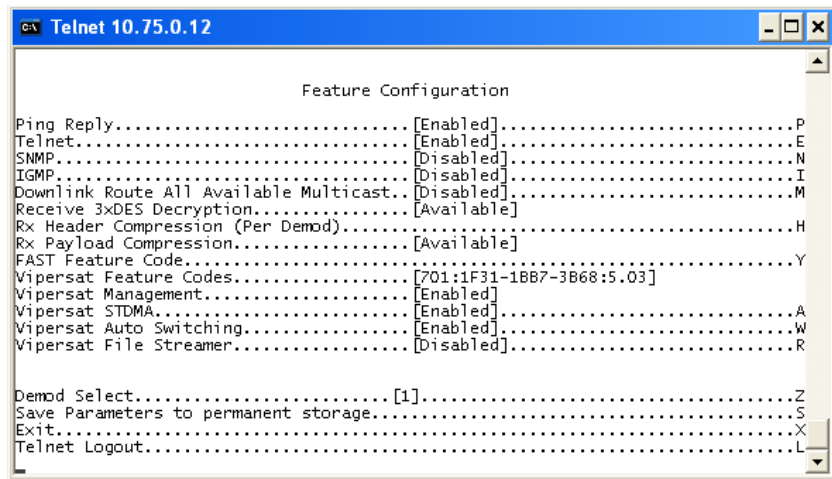 Telnet 10.75.0.12
Feature Configuration
Ping Reply..............................[Enabled]..............................P
Telnet..................................[Enabled]..............................E
SNMP....................................[Disabled].............................N
IGMP....................................[Disabled].............................I
Downlink Route All Available Multicast..[Disabled].............................M
Receive 3xDES Decryption................[Available]
Rx Header Compression (Per Demod)..............................................H
Rx Payload Compression..................[Available]
FAST Feature Code..............................................................Y
Vipersat Feature Codes..................[701:1F31-1BB7-3B68:5.03]
Vipersat Management.....................[Enabled]
Vipersat STDMA..........................[Enabled]..............................A
Vipersat Auto Switching.................[Enabled]..............................W
Vipersat File Streamer..................[Disabled].............................R
Demod Select..........................[1]......................................Z
Save Parameters to permanent storage...........................................S
Exit...........................................................................X
Telnet Logout..................................................................L